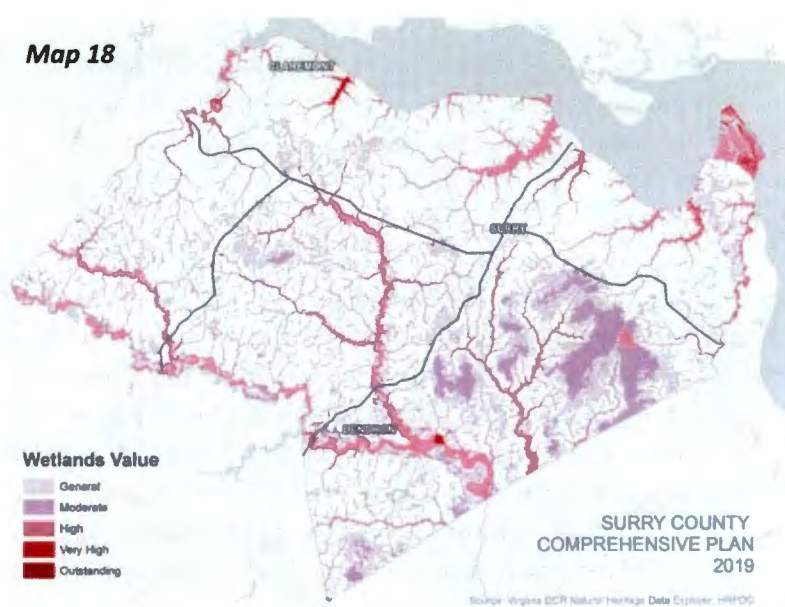 Map 18
CLAREMONT
SURRY
DENDRON
Wetlands Value
General
Moderate
High
Very High
Outstanding
SURRY COUNTY
COMPREHENSIVE PLAN
2019
Source: Virginia DCR Natural Heritage Data Explorer, HRPDC